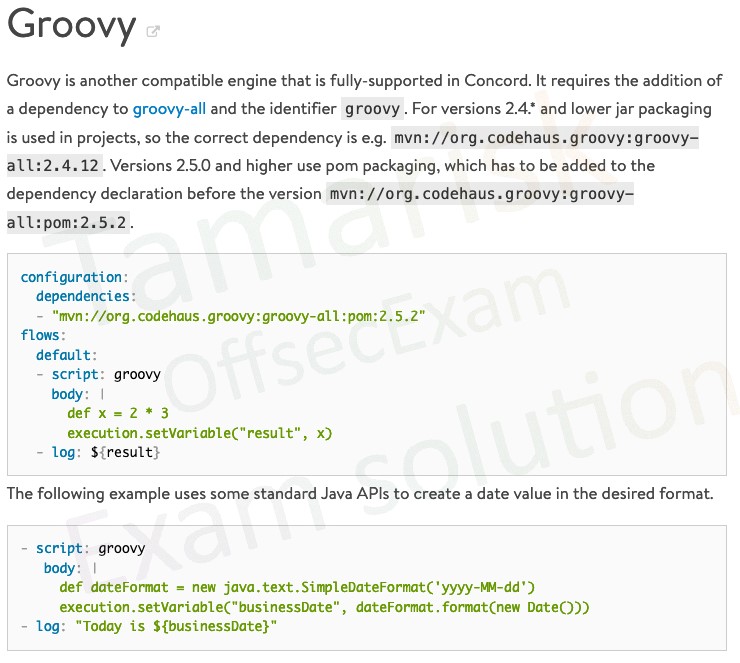 Groovy
Groovy is another compatible engine that is fully-supported in Concord. It requires the addition of
a dependency to groovy-all and the identifier groovy. For versions 2.4.* and lower jar packaging
is used in projects, so the correct dependency is e.g. mvn://org.codehaus.groovy:groovy-
all:2.4.12. Versions 2.5.0 and higher use pom packaging, which has to be added to the
dependency declaration before the version mvn://org.codehaus.groovy:groovy-
all:pom:2.5.2.
configuration:
  dependencies:
  - "mvn://org.codehaus.groovy:groovy-all:pom:2.5.2"
flows:
  default:
  - script: groovy
    body: |
      def x = 2 * 3
      execution.setVariable("result", x)
  - log: ${result}
The following example uses some standard Java APIs to create a date value in the desired format.
- script: groovy
   body: |
     def dateFormat = new java.text.SimpleDateFormat('yyyy-MM-dd')
     execution.setVariable("businessDate", dateFormat.format(new Date()))
- log: "Today is ${businessDate}"
Tamarisk
OffsecExam
Exam solution